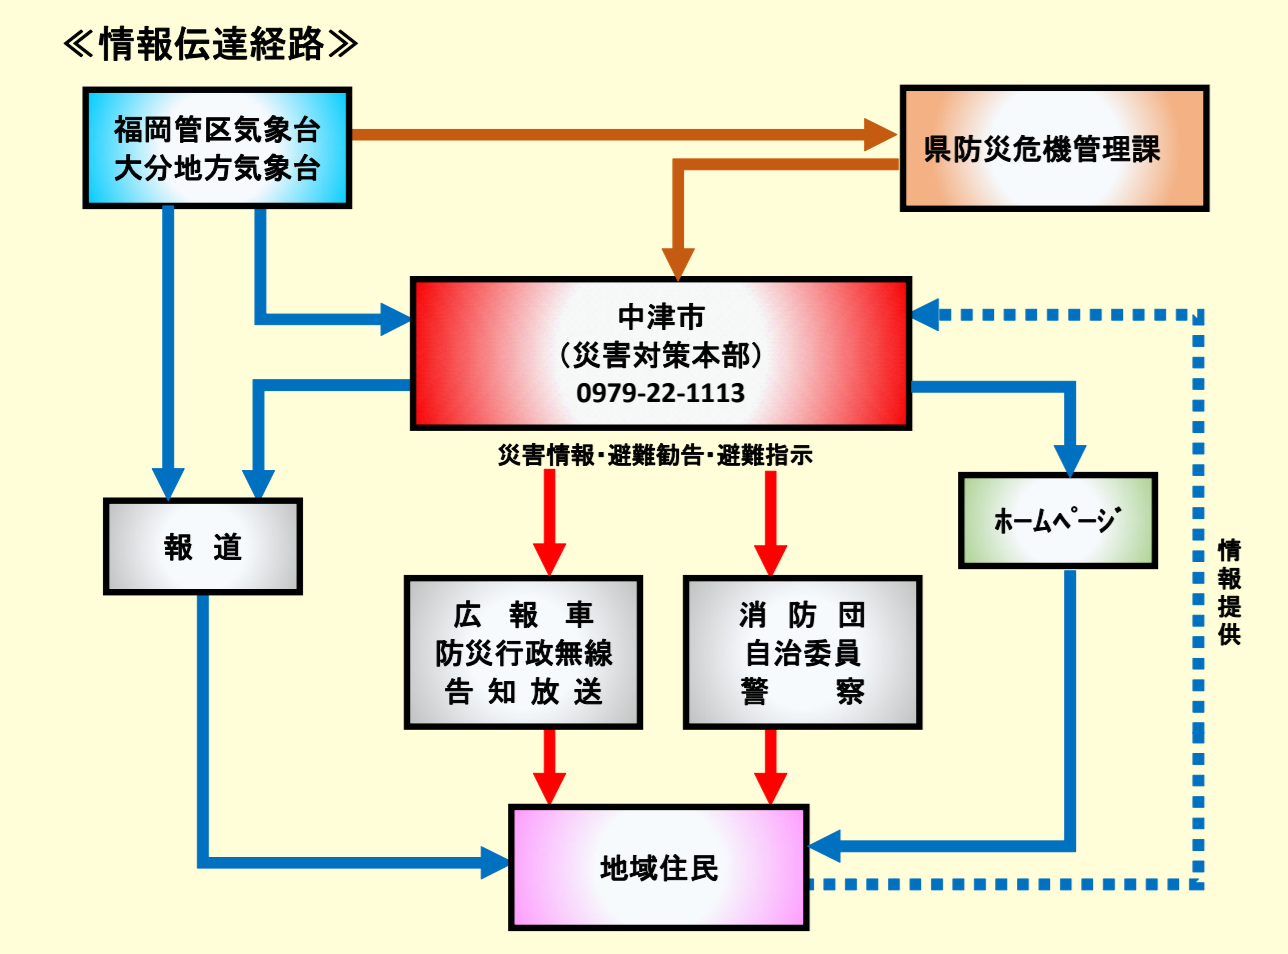 ≪情報伝達経路≫
福岡管区気象台
大分地方気象台
県防災危機管理課
中津市
（災害対策本部）
0979-22-1113
災害情報・避難勧告・避難指示
報 道
ﾎｰﾑﾍﾟｰｼﾞ
情報提供
広 報 車
防災行政無線
告知放送
消 防 団
自治委員
警 察
地域住民